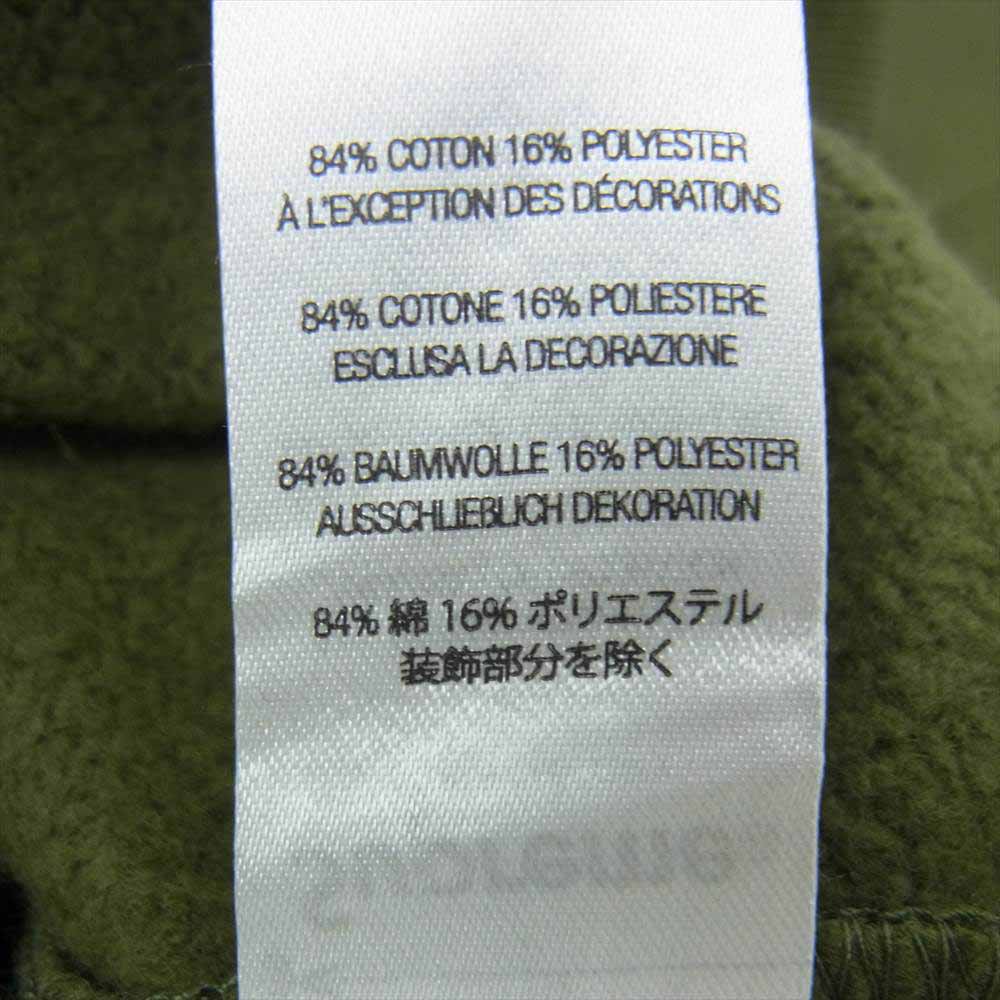 84% COTON 16% POLYESTER
À L'EXCEPTION DES DÉCORATIONS
84% COTONE 16% POLIESTERE
ESCLUSA LA DECORAZIONE
84% BAUMWOLLE 16% POLYESTER
AUSSCHLIEBLICH DEKORATION
84% 綿 16% ポリエステル
装飾部分を除く